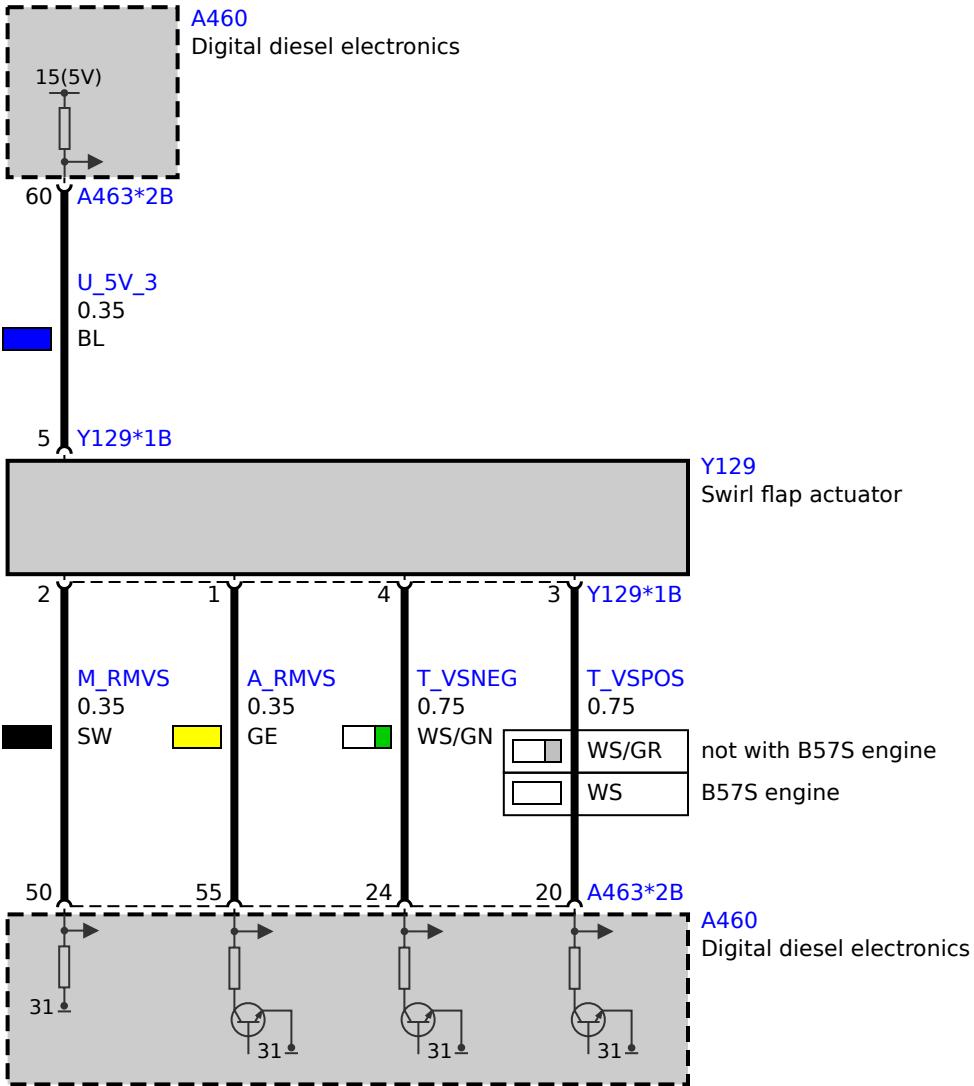 A460
Digital diesel electronics
15(5V)
60 A463*2B
U_5V_3
0.35
BL
5 Y129*1B
Y129
Swirl flap actuator
2 1 4 3 Y129*1B
M_RMVS A_RMVS T_VSNEG T_VSPOS
0.35 0.35 0.75 0.75
SW GE WS/GN
WS/GR not with B57S engine
WS B57S engine
50 55 24 20 A463*2B
A460
Digital diesel electronics
31
31 31 31